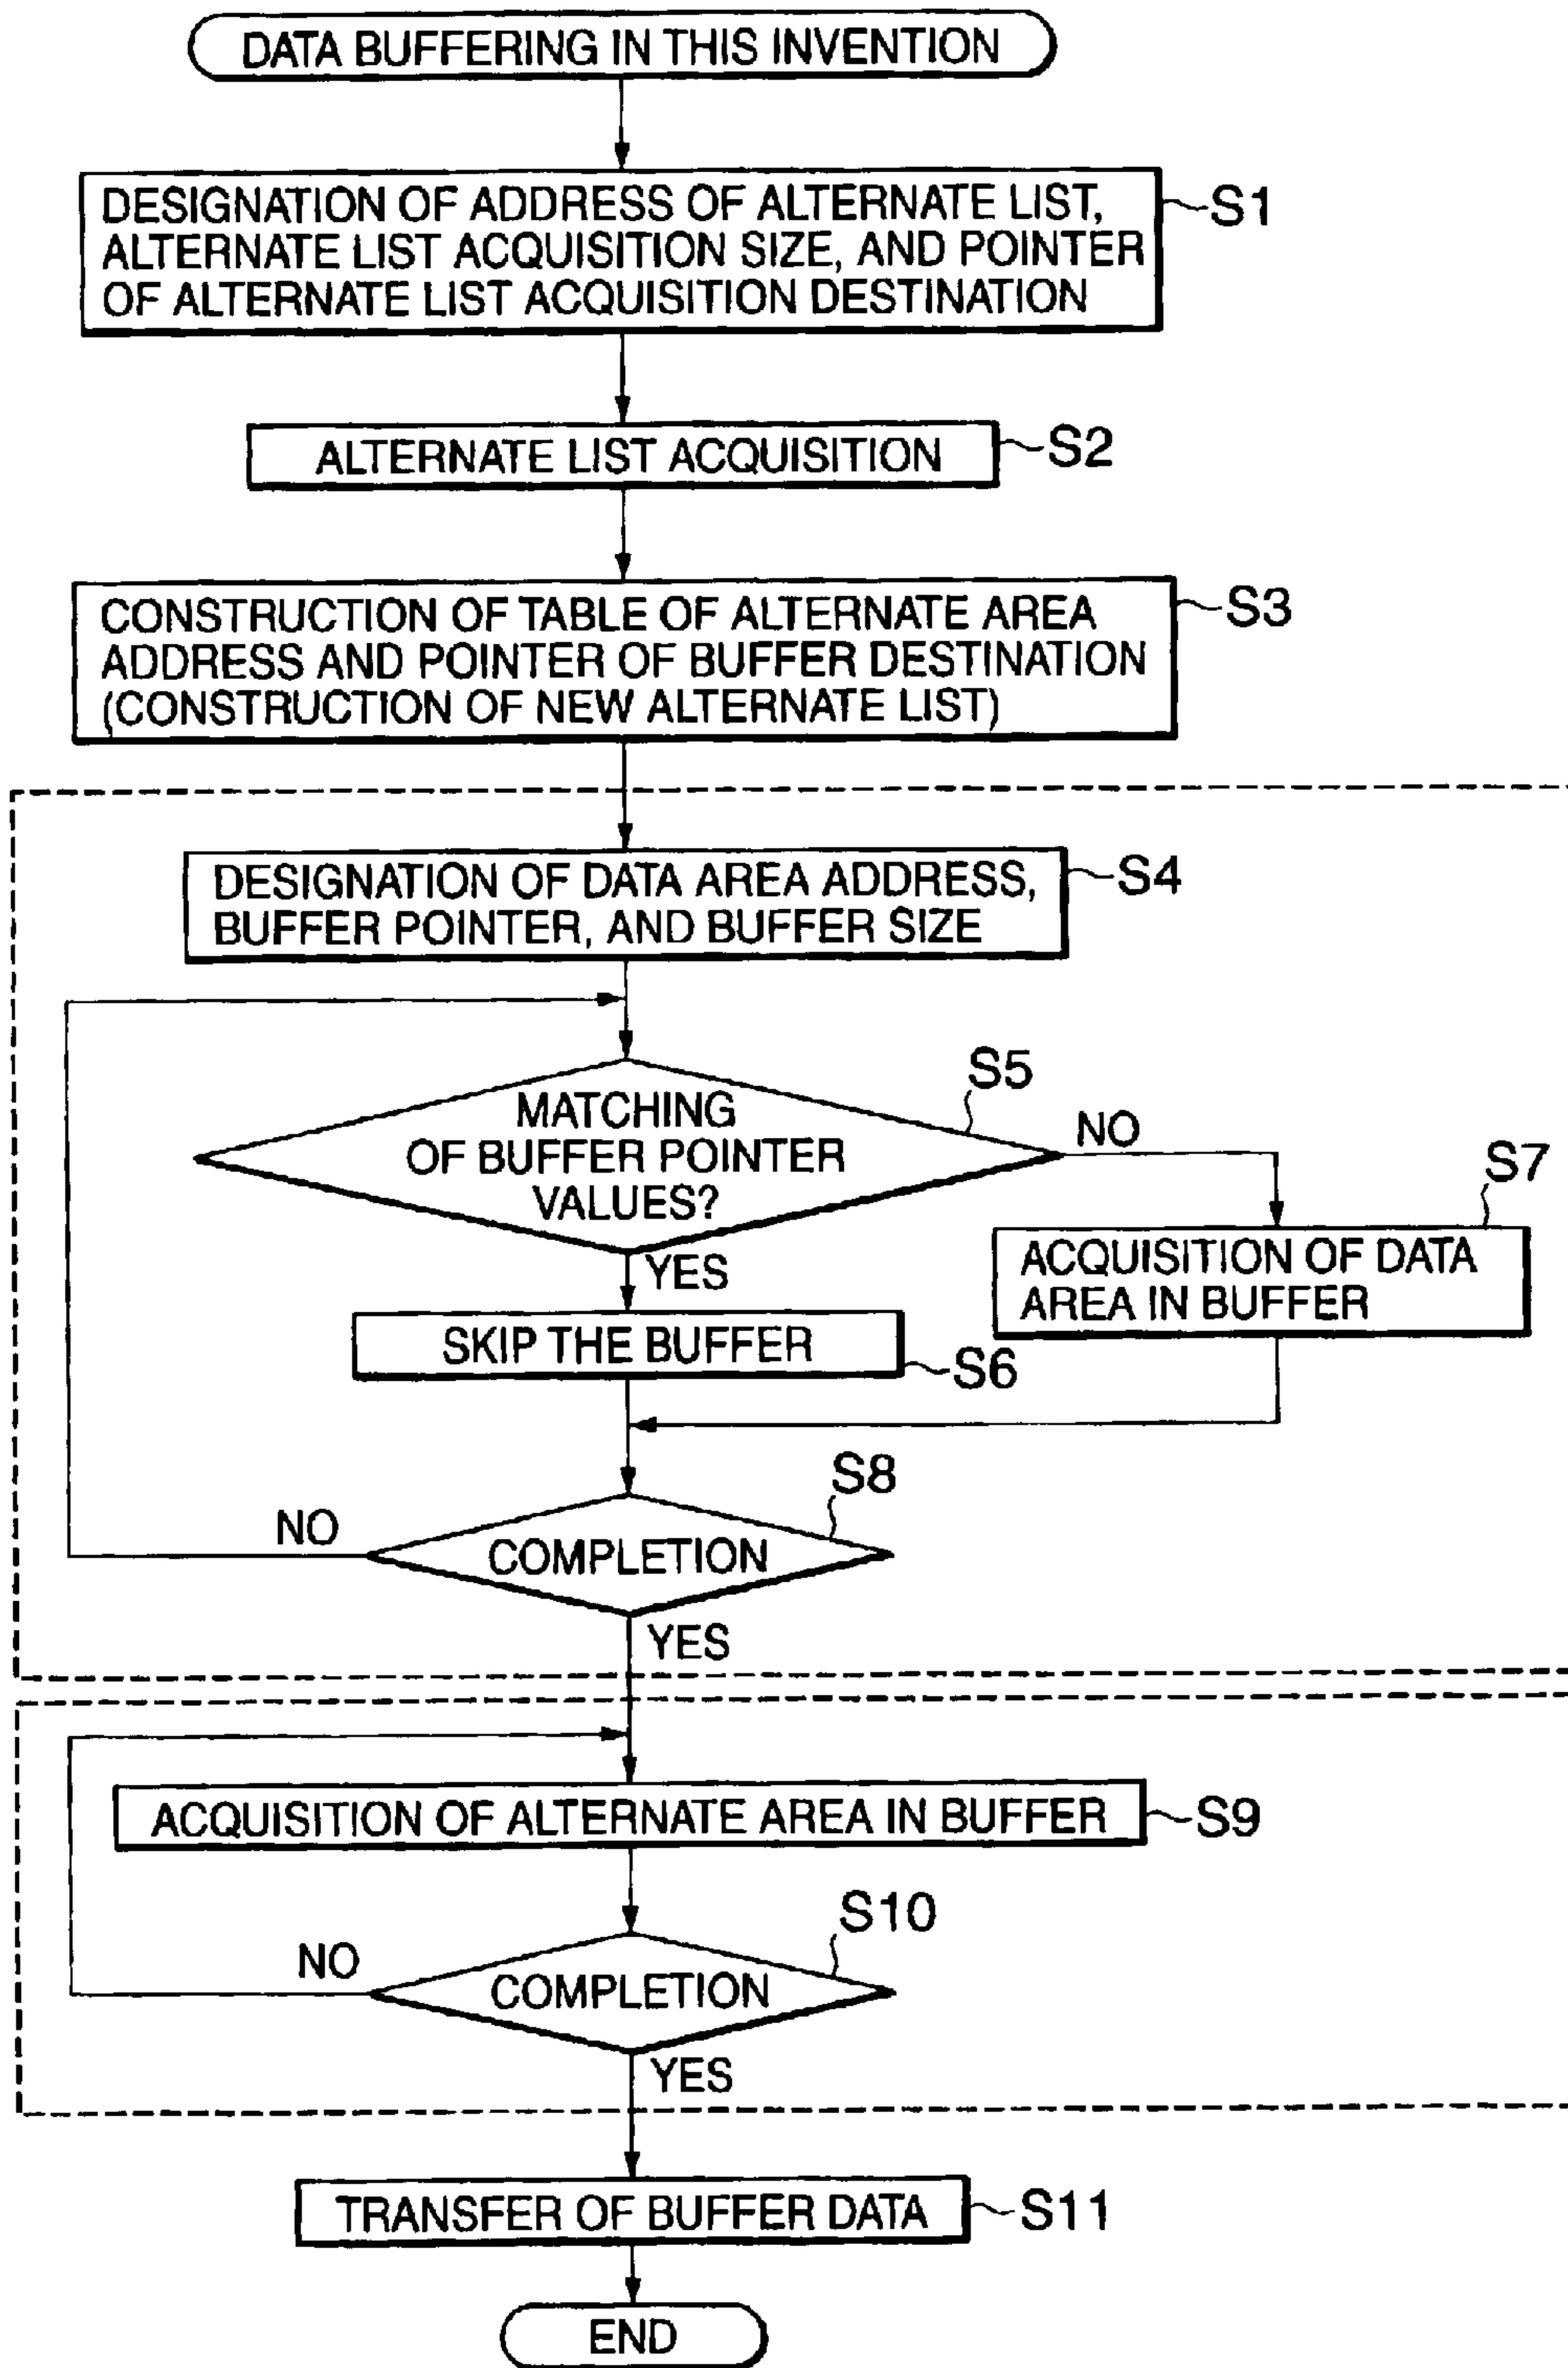 DATA BUFFERING IN THIS INVENTION
DESIGNATION OF ADDRESS OF ALTERNATE LIST,
ALTERNATE LIST ACQUISITION SIZE, AND POINTER
OF ALTERNATE LIST ACQUISITION DESTINATION
S1
ALTERNATE LIST ACQUISITION
S2
CONSTRUCTION OF TABLE OF ALTERNATE AREA
ADDRESS AND POINTER OF BUFFER DESTINATION
(CONSTRUCTION OF NEW ALTERNATE LIST)
S3
DESIGNATION OF DATA AREA ADDRESS,
BUFFER POINTER, AND BUFFER SIZE
S4
MATCHING
OF BUFFER POINTER
VALUES?
S5
NO
YES
S7
ACQUISITION OF DATA
AREA IN BUFFER
SKIP THE BUFFER
S6
S8
COMPLETION
NO
YES
ACQUISITION OF ALTERNATE AREA IN BUFFER
S9
S10
COMPLETION
NO
YES
TRANSFER OF BUFFER DATA
S11
END